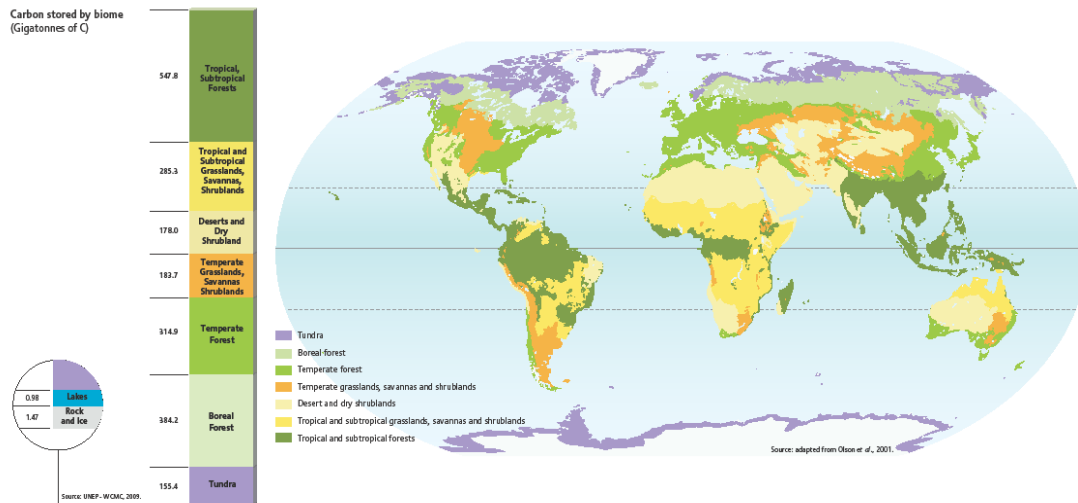 Carbon stored by biome
(Gigatonnes of C)
547.8
Tropical,
Subtropical
Forests
285.3
Tropical and
Subtropical
Grasslands,
Savannas,
Shrublands
178.0
Deserts and
Dry
Shrubland
183.7
Temperate
Grasslands,
Savannas
Shrublands
314.9
Temperate
Forest
384.2
Boreal
Forest
155.4
Tundra
0.98
Lakes
1.47
Rock
and Ice
Source: UNEP-WCMC, 2009.
Tundra
Boreal forest
Temperate forest
Temperate grasslands, savannas and shrublands
Desert and dry shrublands
Tropical and subtropical grasslands, savannas and shrublands
Tropical and subtropical forests
Source: adapted from Olson et al., 2001.